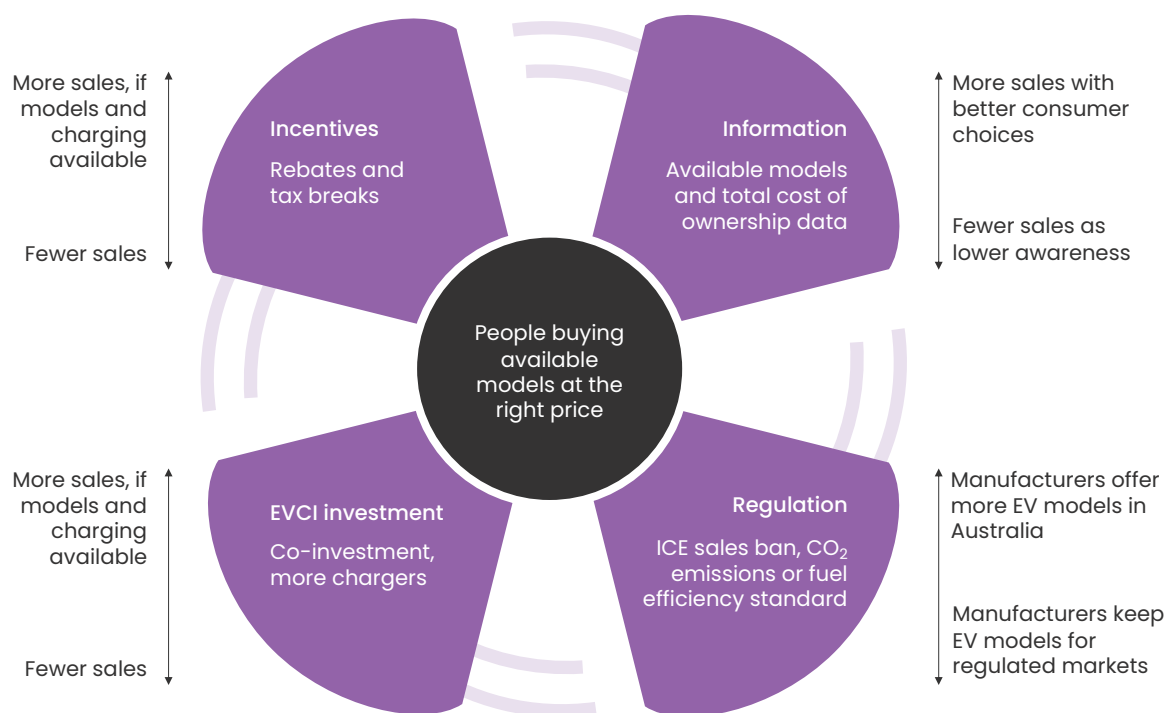 More sales, if
models and
charging
available
Fewer sales
Incentives
Rebates and
tax breaks
Information
Available models
and total cost of
ownership data
More sales with
better consumer
choices
Fewer sales as
lower awareness
People buying
available
models at the
right price
More sales, if
models and
charging
available
Fewer sales
EVCI investment
Co-investment,
more chargers
Regulation
ICE sales ban, CO₂
emissions or fuel
efficiency standard
Manufacturers offer
more EV models in
Australia
Manufacturers keep
EV models for
regulated markets